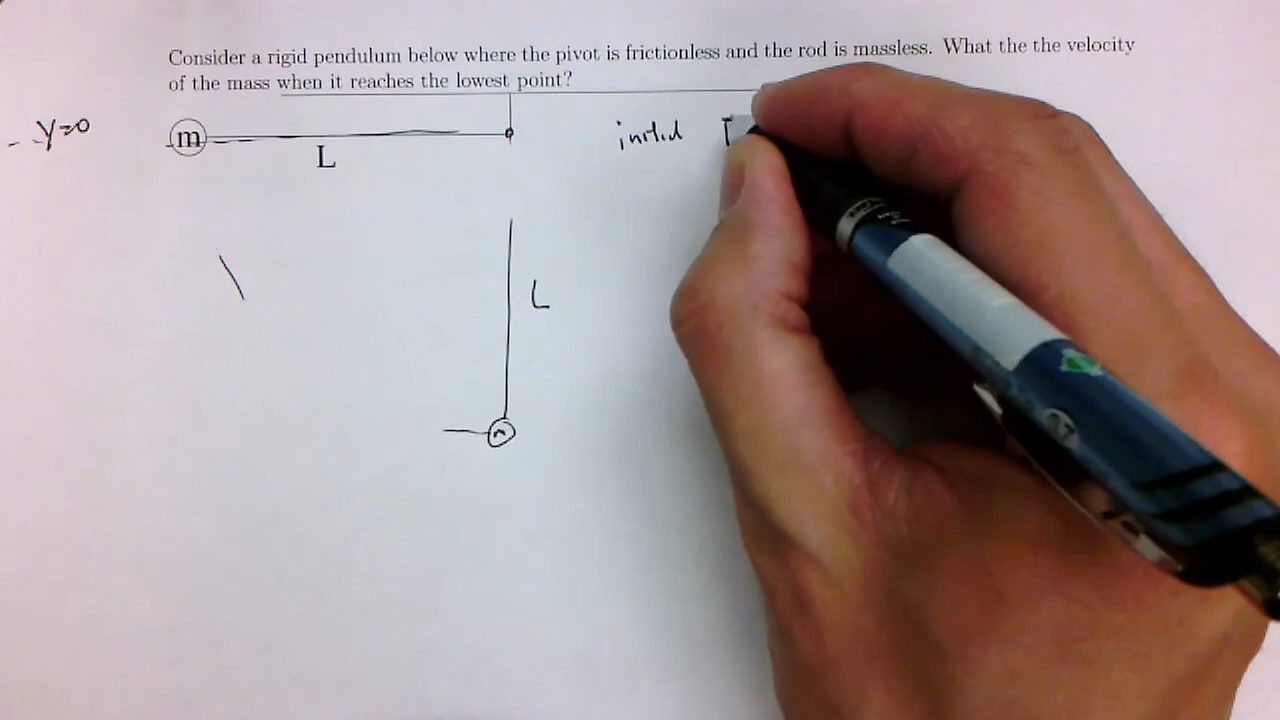 Consider a rigid pendulum below where the pivot is frictionless and the rod is massless. What the the velocity
of the mass when it reaches the lowest point?
y=0
m
L
L
m